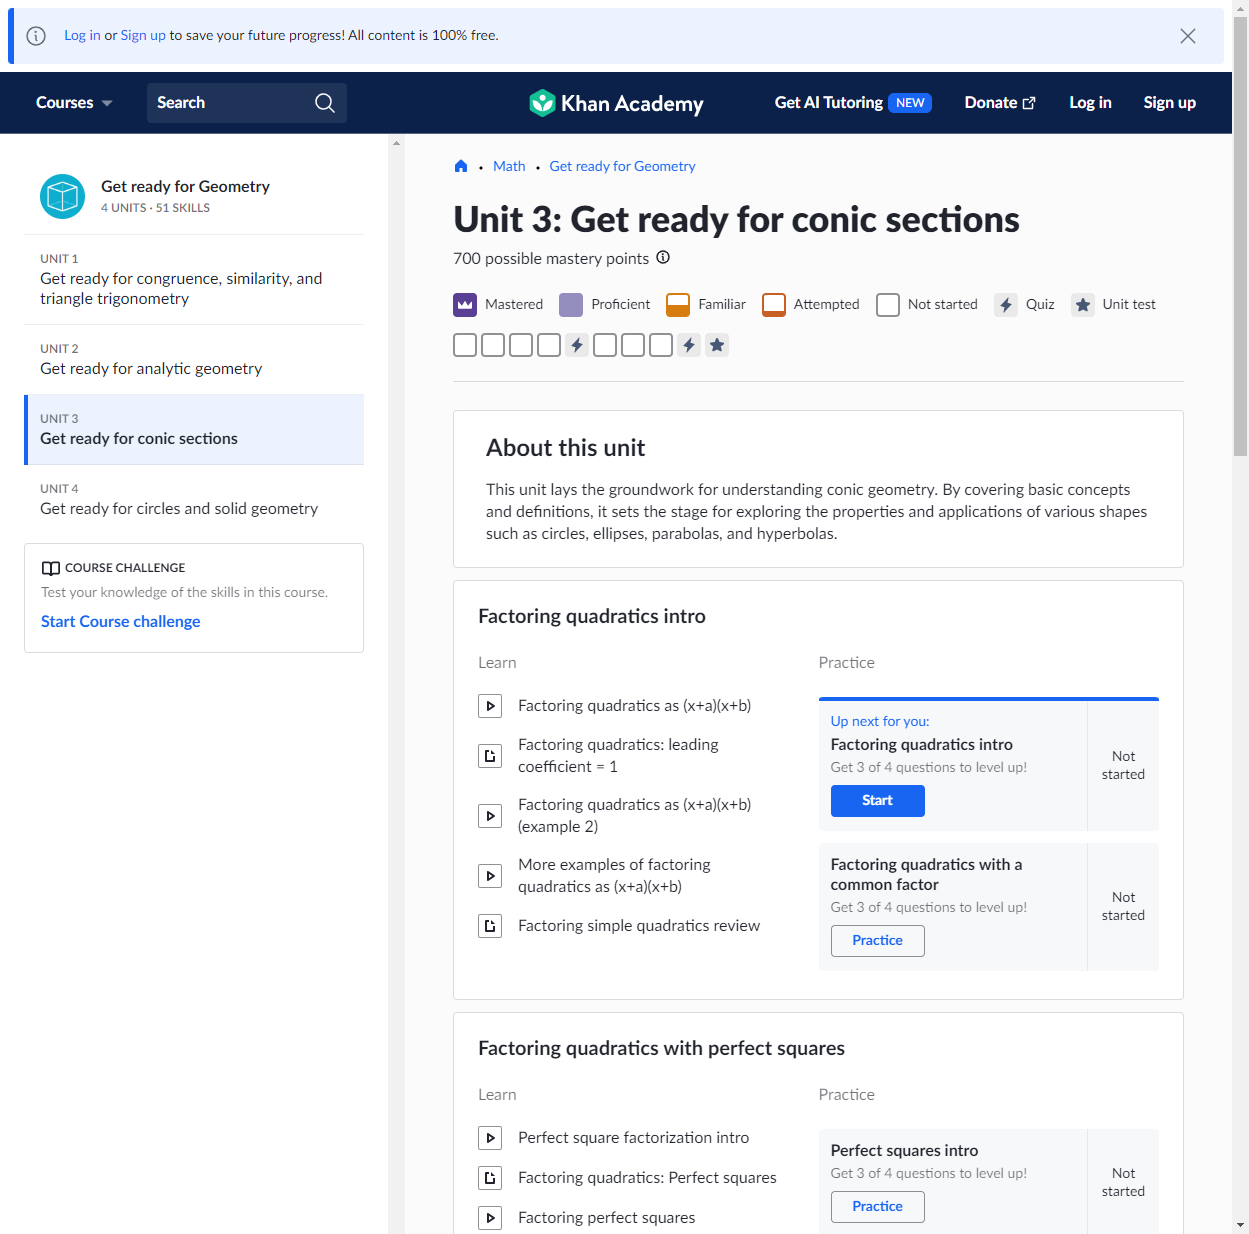 Log in or Sign up to save your future progress! All content is 100% free.
Courses
Search
Khan Academy
Get AI Tutoring NEW
Donate
Log in
Sign up
Get ready for Geometry
4 UNITS · 51 SKILLS
UNIT 1
Get ready for congruence, similarity, and
triangle trigonometry
UNIT 2
Get ready for analytic geometry
UNIT 3
Get ready for conic sections
UNIT 4
Get ready for circles and solid geometry
COURSE CHALLENGE
Test your knowledge of the skills in this course.
Start Course challenge
Math • Get ready for Geometry
Unit 3: Get ready for conic sections
700 possible mastery points
Mastered
Proficient
Familiar
Attempted
Not started
Quiz
Unit test
About this unit
This unit lays the groundwork for understanding conic geometry. By covering basic concepts
and definitions, it sets the stage for exploring the properties and applications of various shapes
such as circles, ellipses, parabolas, and hyperbolas.
Factoring quadratics intro
Learn
Factoring quadratics as (x+a)(x+b)
Factoring quadratics: leading
coefficient = 1
Factoring quadratics as (x+a)(x+b)
(example 2)
More examples of factoring
quadratics as (x+a)(x+b)
Factoring simple quadratics review
Practice
Up next for you:
Factoring quadratics intro
Get 3 of 4 questions to level up!
Start
Not
started
Factoring quadratics with a
common factor
Get 3 of 4 questions to level up!
Practice
Not
started
Factoring quadratics with perfect squares
Learn
Perfect square factorization intro
Factoring quadratics: Perfect squares
Factoring perfect squares
Practice
Perfect squares intro
Get 3 of 4 questions to level up!
Practice
Not
started